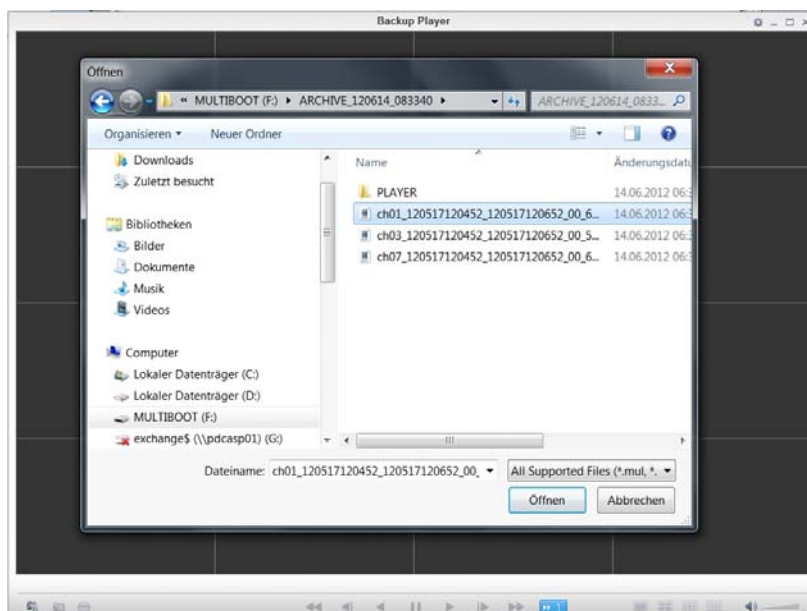 Backup Player
Öffnen
« MULTIBOOT (F:) ▸ ARCHIVE_120614_083340 ▸
ARCHIVE_120614_0833...
Organisieren
Neuer Ordner
Downloads
Zuletzt besucht
Bibliotheken
Bilder
Dokumente
Musik
Videos
Computer
Lokaler Datenträger (C:)
Lokaler Datenträger (D:)
MULTIBOOT (F:)
exchange$ (\\pdcasp01) (G:)
Name
Änderungsdatu
PLAYER
14.06.2012 06:3
ch01_120517120452_120517120652_00_6...
14.06.2012 06:3
ch03_120517120452_120517120652_00_5...
14.06.2012 06:3
ch07_120517120452_120517120652_00_6...
14.06.2012 06:3
Dateiname: ch01_120517120452_120517120652_00_
All Supported Files (*.mul, *.
Öffnen
Abbrechen